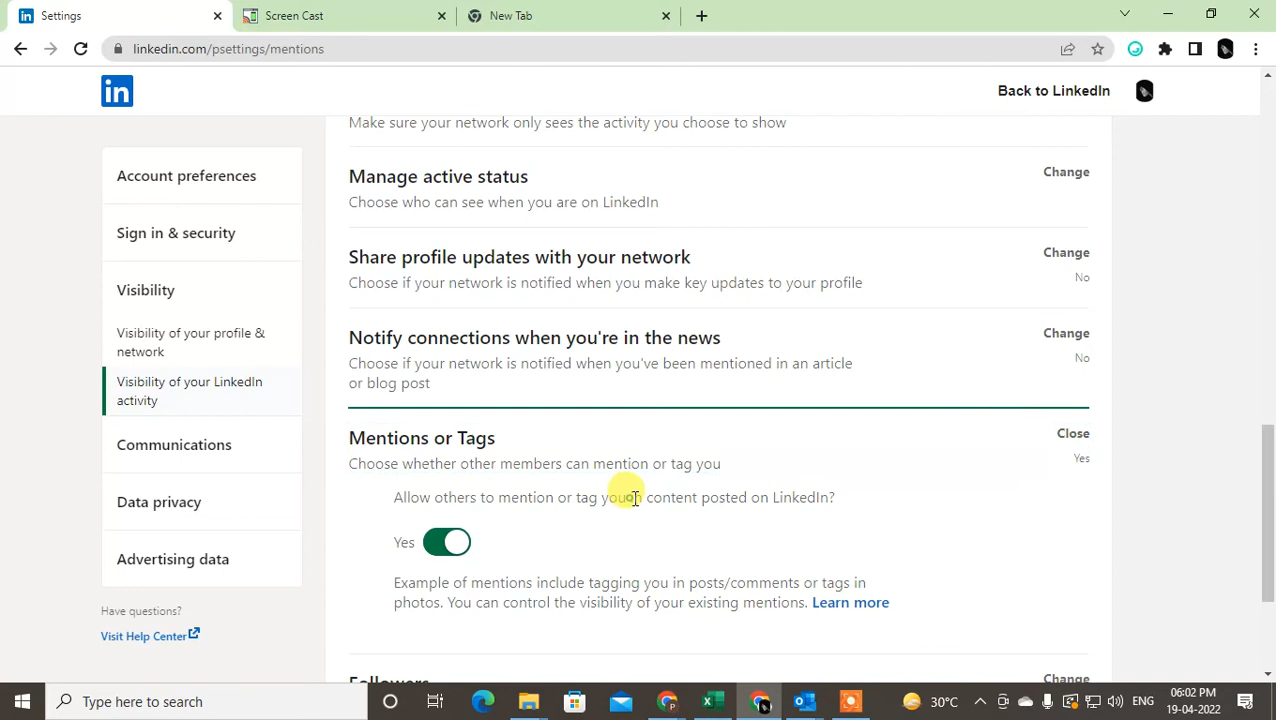 Settings
Screen Cast
New Tab
linkedin.com/psettings/mentions
in
Back to LinkedIn
Make sure your network only sees the activity you choose to show
Account preferences
Sign in & security
Visibility
Visibility of your profile &
network
Visibility of your LinkedIn
activity
Communications
Data privacy
Advertising data
Have questions?
Visit Help Center
Manage active status
Change
Choose who can see when you are on LinkedIn
Share profile updates with your network
Change
Choose if your network is notified when you make key updates to your profile
No
Notify connections when you're in the news
Change
Choose if your network is notified when you've been mentioned in an article
or blog post
No
Mentions or Tags
Close
Choose whether other members can mention or tag you
Yes
Allow others to mention or tag you content posted on LinkedIn?
Yes
Example of mentions include tagging you in posts/comments or tags in
photos. You can control the visibility of your existing mentions. Learn more
Followers
Change
Type here to search
30°C
ENG
06:02 PM
19-04-2022